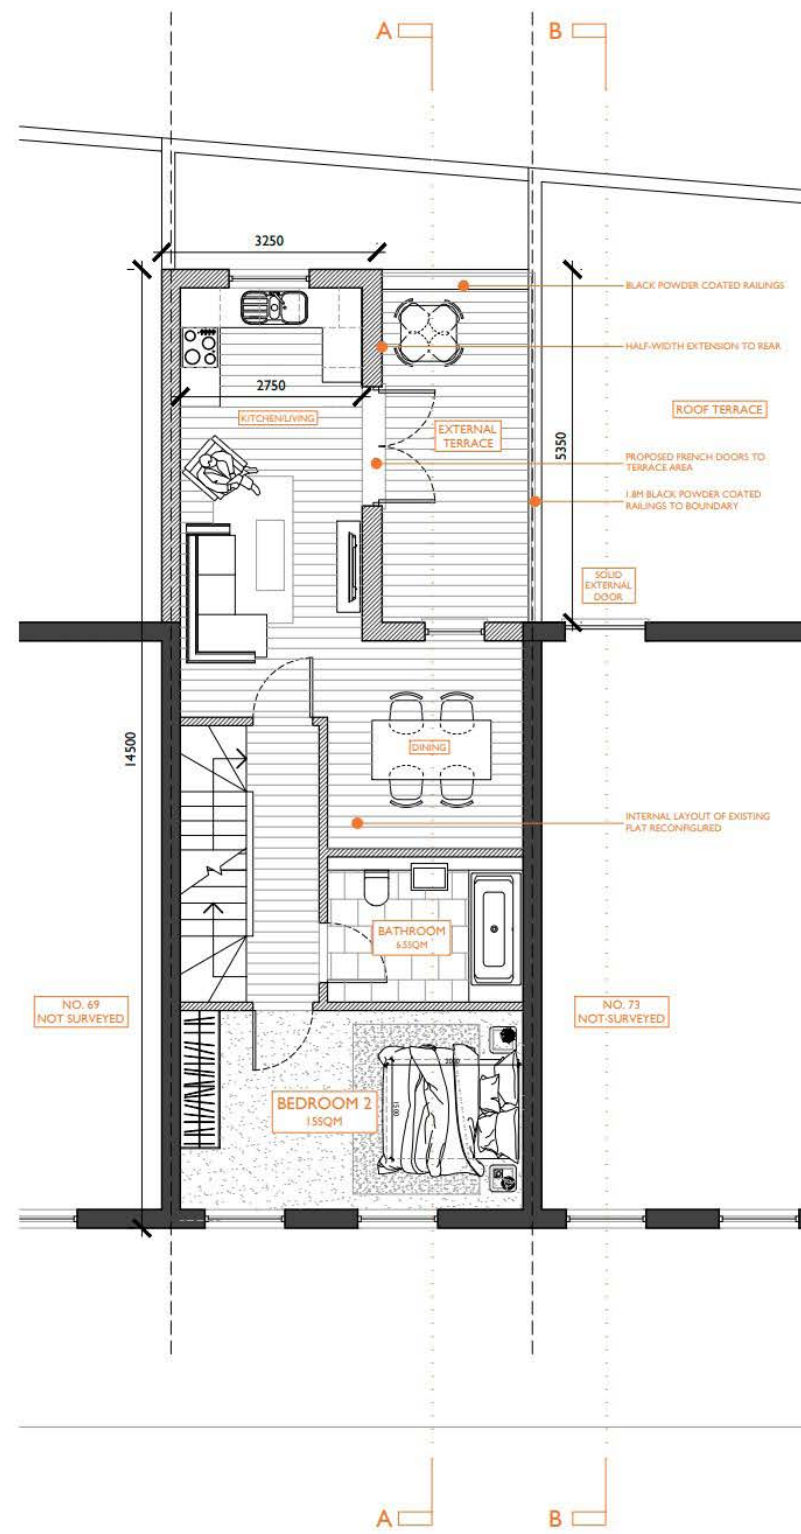 A
B
3250
BLACK POWDER COATED RAILINGS
HALF-WIDTH EXTENSION TO REAR
2750
KITCHEN/LIVING
ROOF TERRACE
EXTERNAL
TERRACE
5350
PROPOSED FRENCH DOORS TO
TERRACE AREA
1.8M BLACK POWDER COATED
RAILINGS TO BOUNDARY
SOLID
EXTERNAL
DOOR
14500
DINING
INTERNAL LAYOUT OF EXISTING
FLAT RECONFIGURED
BATHROOM
6.5SQM
NO. 69
NOT SURVEYED
NO. 73
NOT SURVEYED
2000
1500
BEDROOM 2
15SQM
A
B